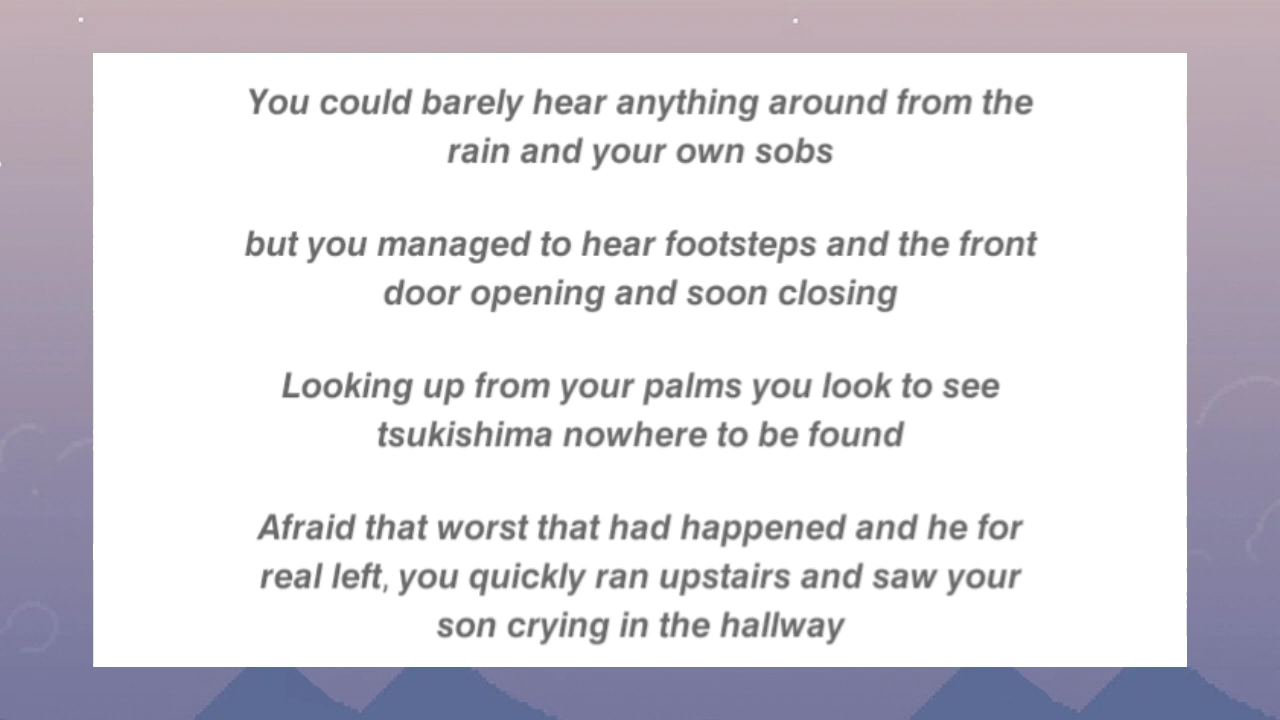 You could barely hear anything around from the
rain and your own sobs
but you managed to hear footsteps and the front
door opening and soon closing
Looking up from your palms you look to see
tsukishima nowhere to be found
Afraid that worst that had happened and he for
real left, you quickly ran upstairs and saw your
son crying in the hallway